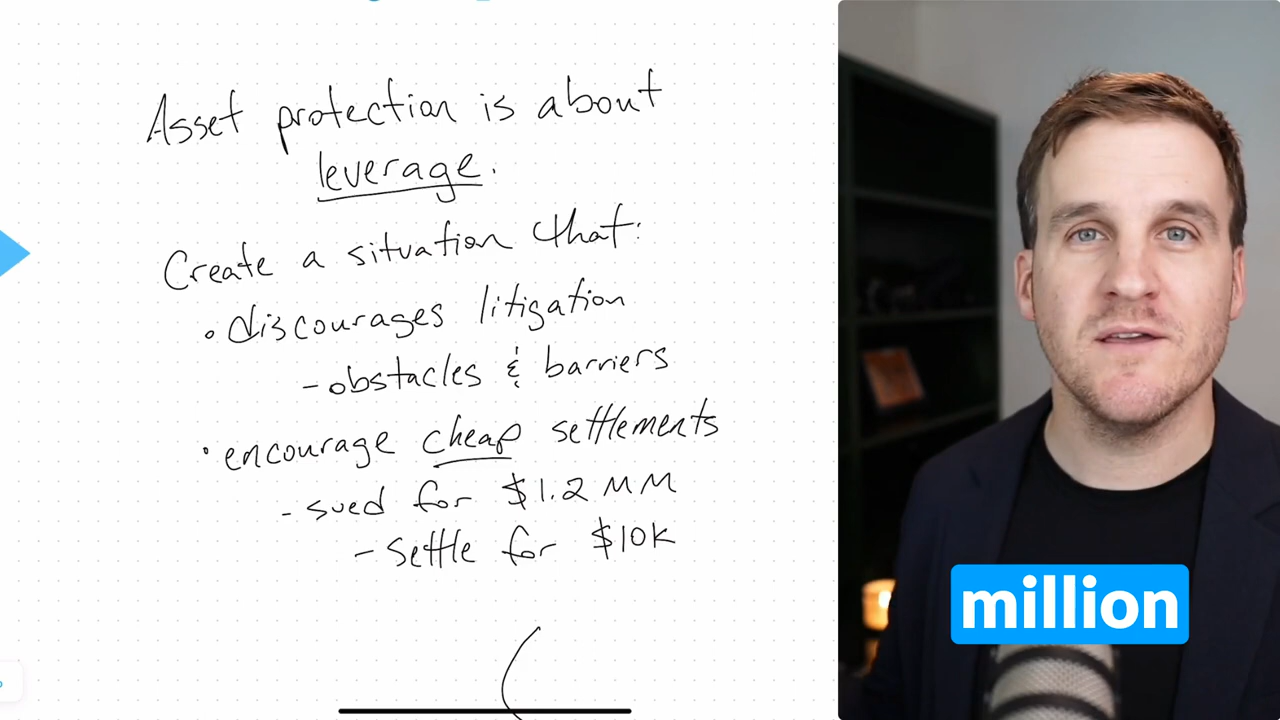 Asset protection is about
leverage.
Create a situation that:
• discourages litigation
- obstacles & barriers
• encourage cheap settlements
- sued for $1.2 MM
- settle for $10K
million